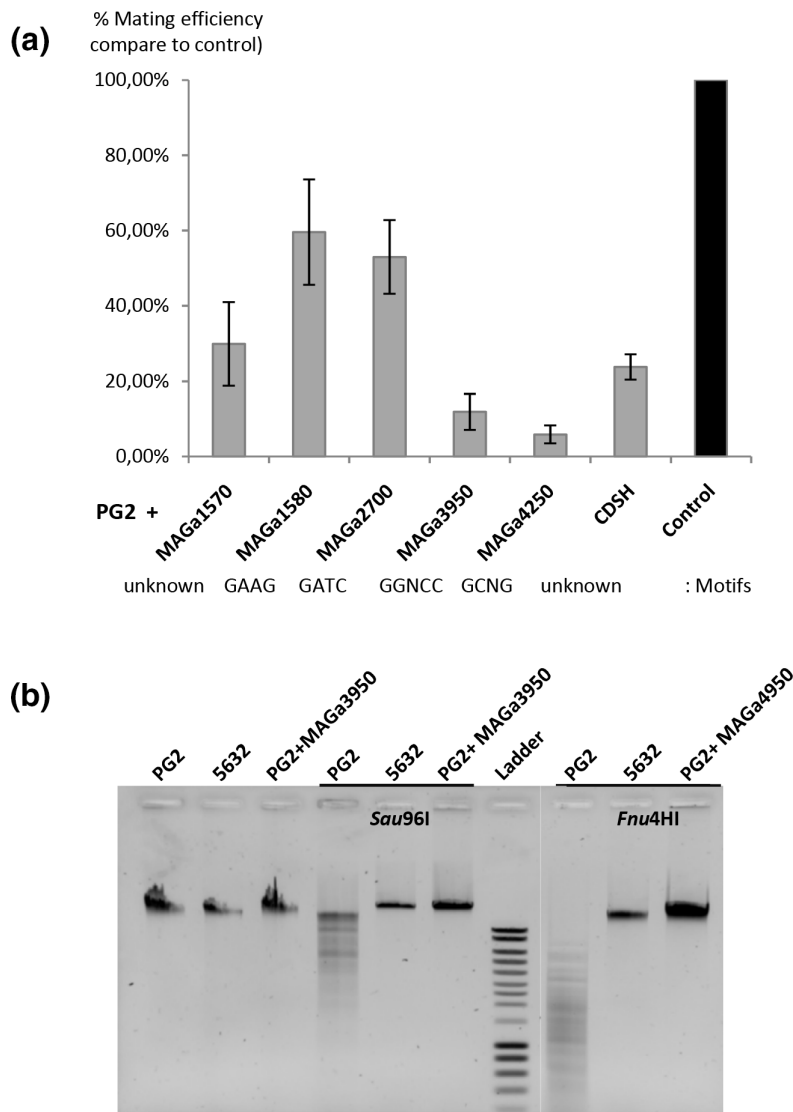 (a)
% Mating efficiency
compare to control)
100,00%
80,00%
60,00%
40,00%
20,00%
0,00%
PG2 + MAGa1570 MAGa1580 MAGa2700 MAGa3950 MAGa4250 CDSH Control
unknown GAAG GATC GGNCC GCNG unknown : Motifs
(b)
PG2 5632 PG2+MAGa3950 PG2 5632 PG2+ MAGa3950 Ladder PG2 5632 PG2+ MAGa4950
Sau96I Fnu4HI